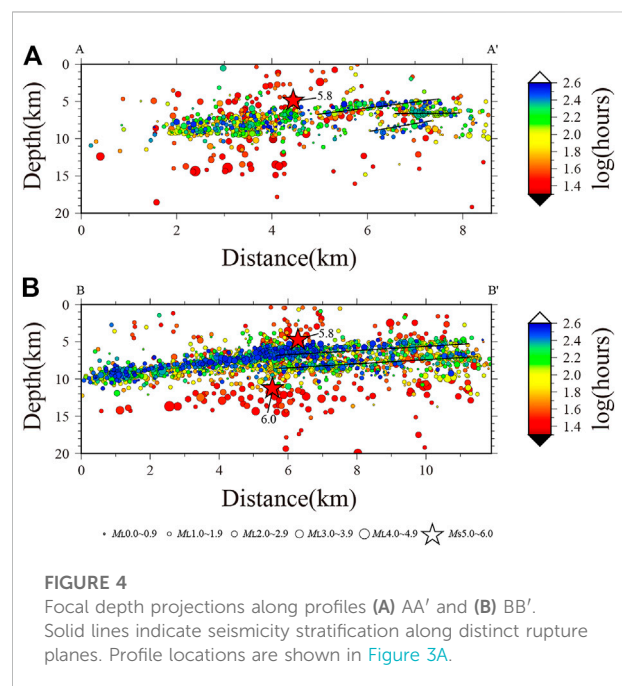 A
A A'
0
5
10
15
20
Depth(km)
5.8
0 2 4 6 8
Distance(km)
2.6
2.4
2.2
2.0
1.8
1.6
1.4
log(hours)
B
B B'
0
5
10
15
20
Depth(km)
5.8
6.0
0 2 4 6 8 10
Distance(km)
2.6
2.4
2.2
2.0
1.8
1.6
1.4
log(hours)
ML0.0~0.9 ML1.0~1.9 ML2.0~2.9 ML3.0~3.9 ML4.0~4.9 Ms5.0~6.0
FIGURE 4
Focal depth projections along profiles (A) AA′ and (B) BB′.
Solid lines indicate seismicity stratification along distinct rupture
planes. Profile locations are shown in Figure 3A.